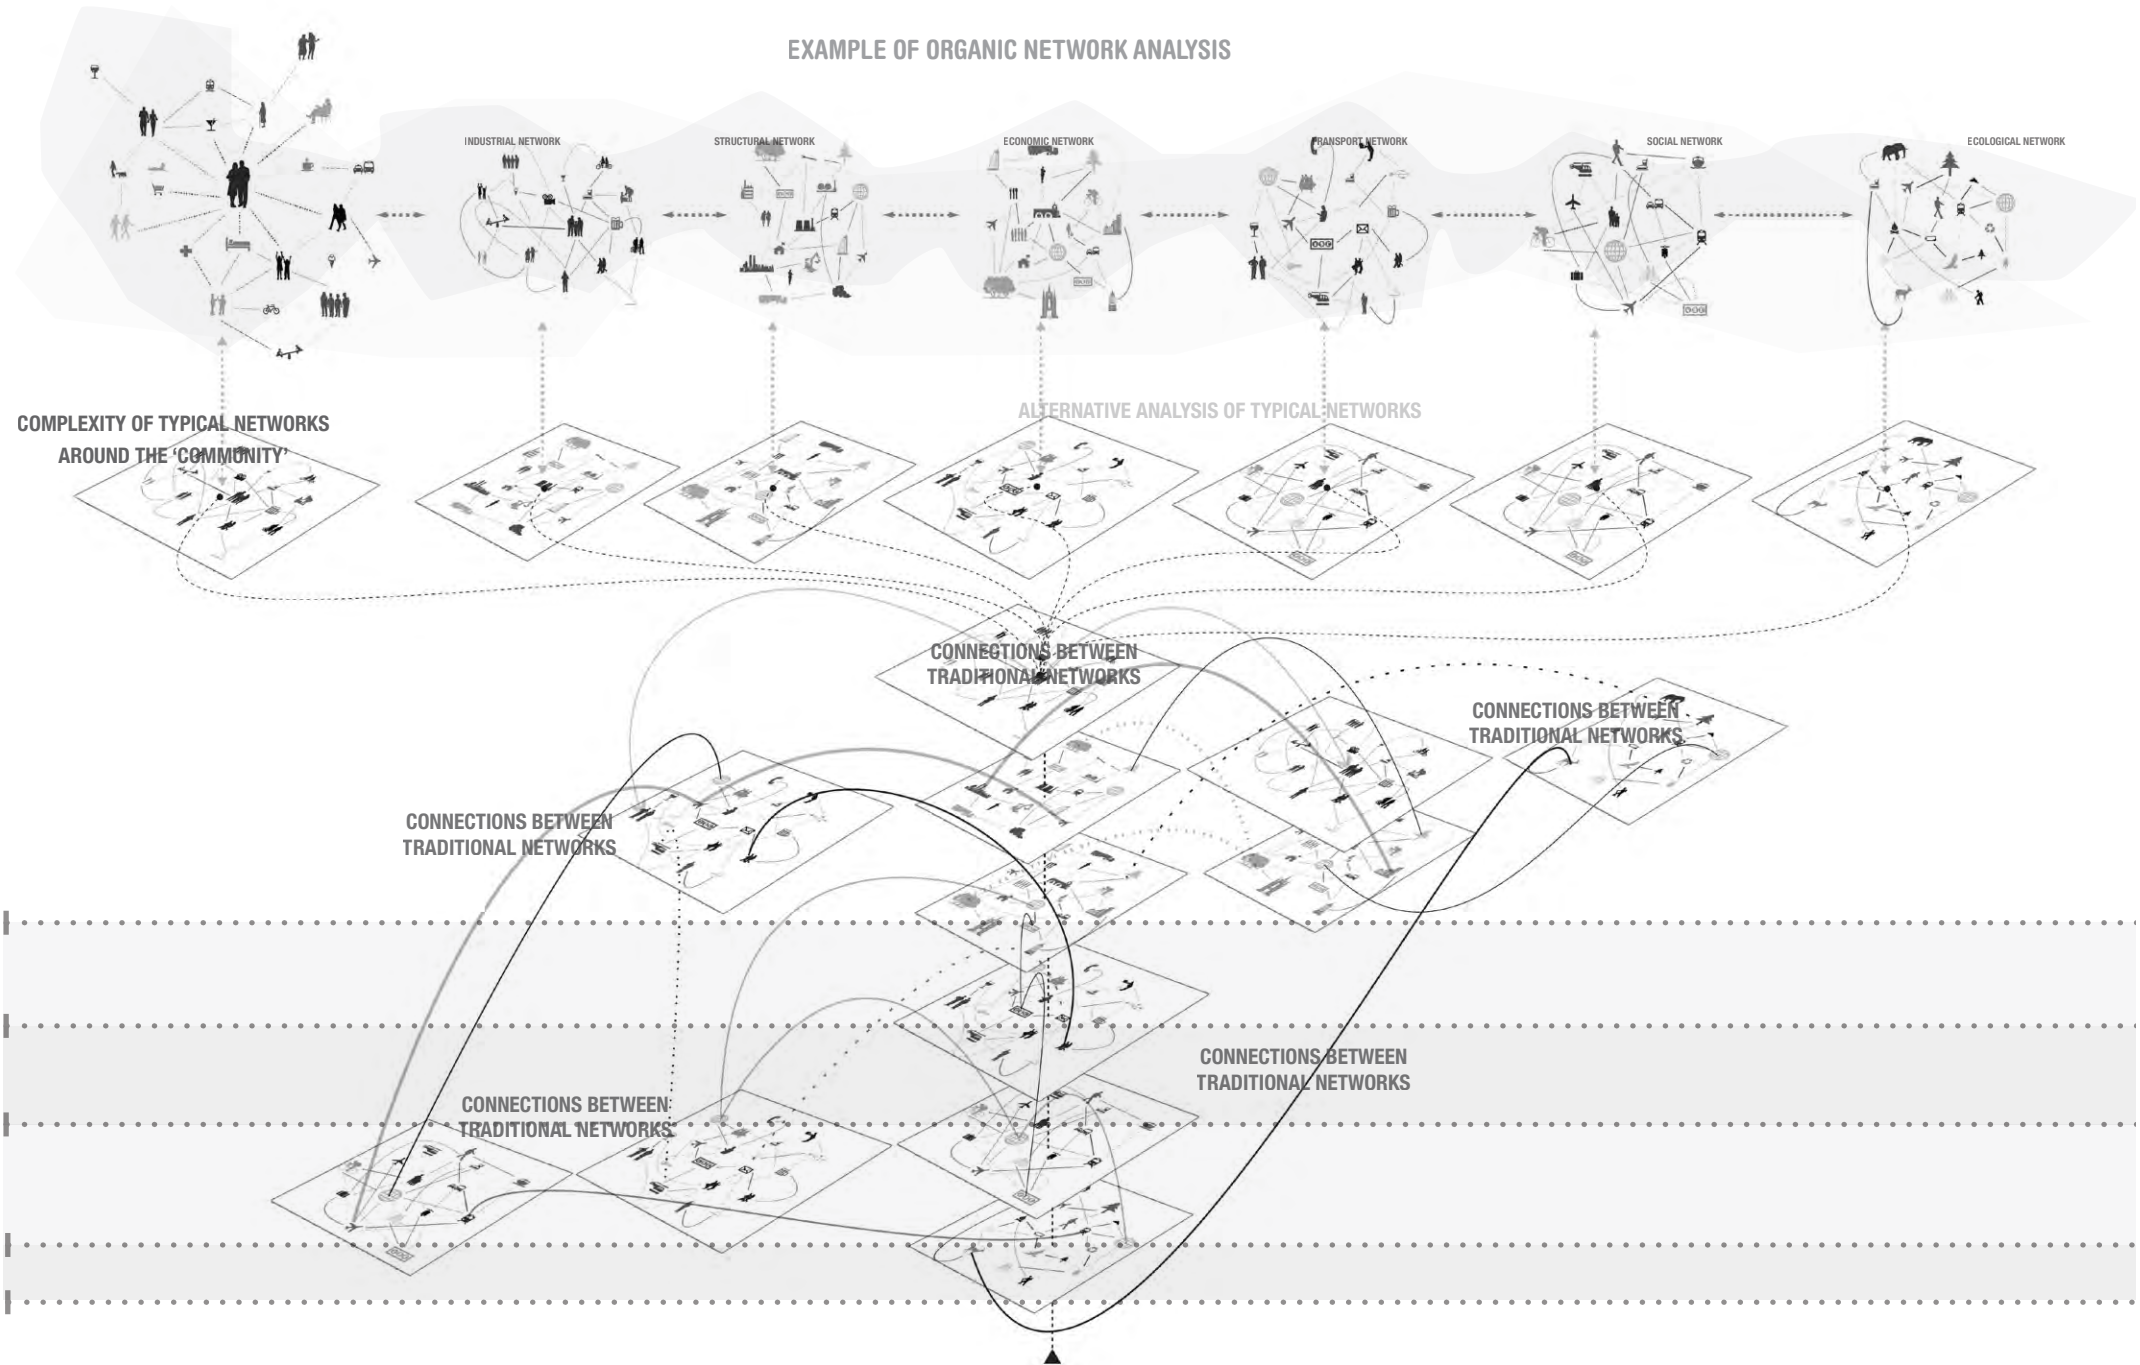 EXAMPLE OF ORGANIC NETWORK ANALYSIS
INDUSTRIAL NETWORK
STRUCTURAL NETWORK
ECONOMIC NETWORK
TRANSPORT NETWORK
SOCIAL NETWORK
ECOLOGICAL NETWORK
ALTERNATIVE ANALYSIS OF TYPICAL NETWORKS
COMPLEXITY OF TYPICAL NETWORKS
AROUND THE ‘COMMUNITY’
CONNECTIONS BETWEEN
TRADITIONAL NETWORKS
CONNECTIONS BETWEEN
TRADITIONAL NETWORKS
CONNECTIONS BETWEEN
TRADITIONAL NETWORKS
CONNECTIONS BETWEEN
TRADITIONAL NETWORKS
CONNECTIONS BETWEEN
TRADITIONAL NETWORKS